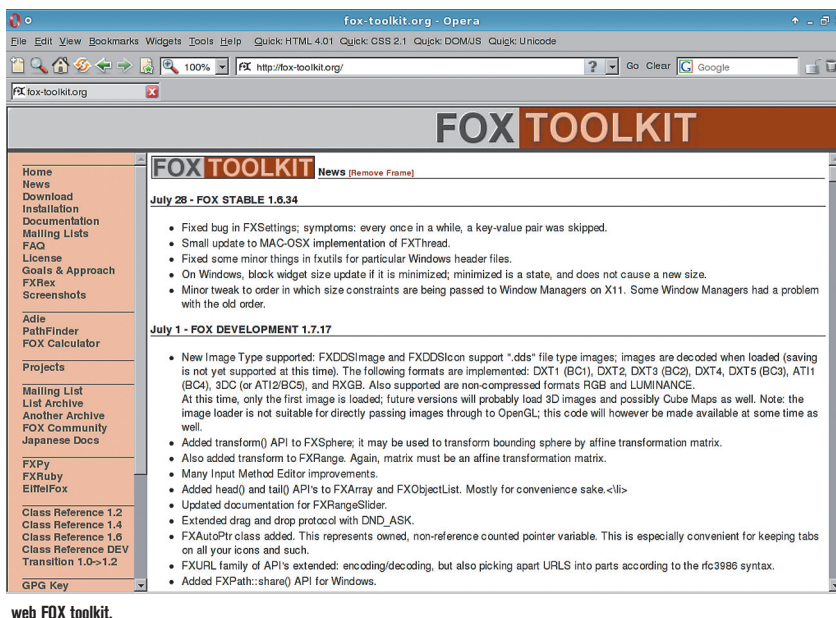 fox-toolkit.org - Opera
File Edit View Bookmarks Widgets Tools Help Quick: HTML 4.01 Quick: CSS 2.1 Quick: DOM/JS Quick: Unicode
100% http://fox-toolkit.org/ ? Go Clear G Google
fox-toolkit.org
FOX TOOLKIT
Home
News
Download
Installation
Documentation
Mailing Lists
FAQ
License
Goals & Approach
FXRex
Screenshots
Adie
PathFinder
FOX Calculator
Projects
Mailing List
List Archive
Another Archive
FOX Community
Japanese Docs
FXPy
FXRuby
EiffelFox
Class Reference 1.2
Class Reference 1.4
Class Reference 1.6
Class Reference DEV
Transition 1.0->1.2
GPG Key
FOX TOOLKIT News [Remove Frame]
July 28 - FOX STABLE 1.6.34
• Fixed bug in FXSettings; symptoms: every once in a while, a key-value pair was skipped.
• Small update to MAC-OSX implementation of FXThread.
• Fixed some minor things in fxutils for particular Windows header files.
• On Windows, block widget size update if it is minimized; minimized is a state, and does not cause a new size.
• Minor tweak to order in which size constraints are being passed to Window Managers on X11. Some Window Managers had a problem
with the old order.
July 1 - FOX DEVELOPMENT 1.7.17
• New Image Type supported: FXDDSImage and FXDDSIcon support ".dds" file type images; images are decoded when loaded (saving
is not yet supported at this time). The following formats are implemented: DXT1 (BC1), DXT2, DXT3 (BC2), DXT4, DXT5 (BC3), ATI1
(BC4), 3DC (or ATI2/BC5), and RXGB. Also supported are non-compressed formats RGB and LUMINANCE.
At this time, only the first image is loaded; future versions will probably load 3D images and possibly Cube Maps as well. Note: the
image loader is not suitable for directly passing images through to OpenGL; this code will however be made available at some time as
well.
• Added transform() API to FXSphere; it may be used to transform bounding sphere by affine transformation matrix.
• Also added transform to FXRange. Again, matrix must be an affine transformation matrix.
• Many Input Method Editor improvements.
• Added head() and tail() API's to FXArray and FXObjectList. Mostly for convenience sake.<\li>
• Updated documentation for FXRangeSlider.
• Extended drag and drop protocol with DND_ASK.
• FXAutoPtr class added. This represents owned, non-reference counted pointer variable. This is especially convenient for keeping tabs
on all your icons and such.
• FXURL family of API's extended: encoding/decoding, but also picking apart URLS into parts according to the rfc3986 syntax.
• Added FXPath::share() API for Windows.
web FOX toolkit.